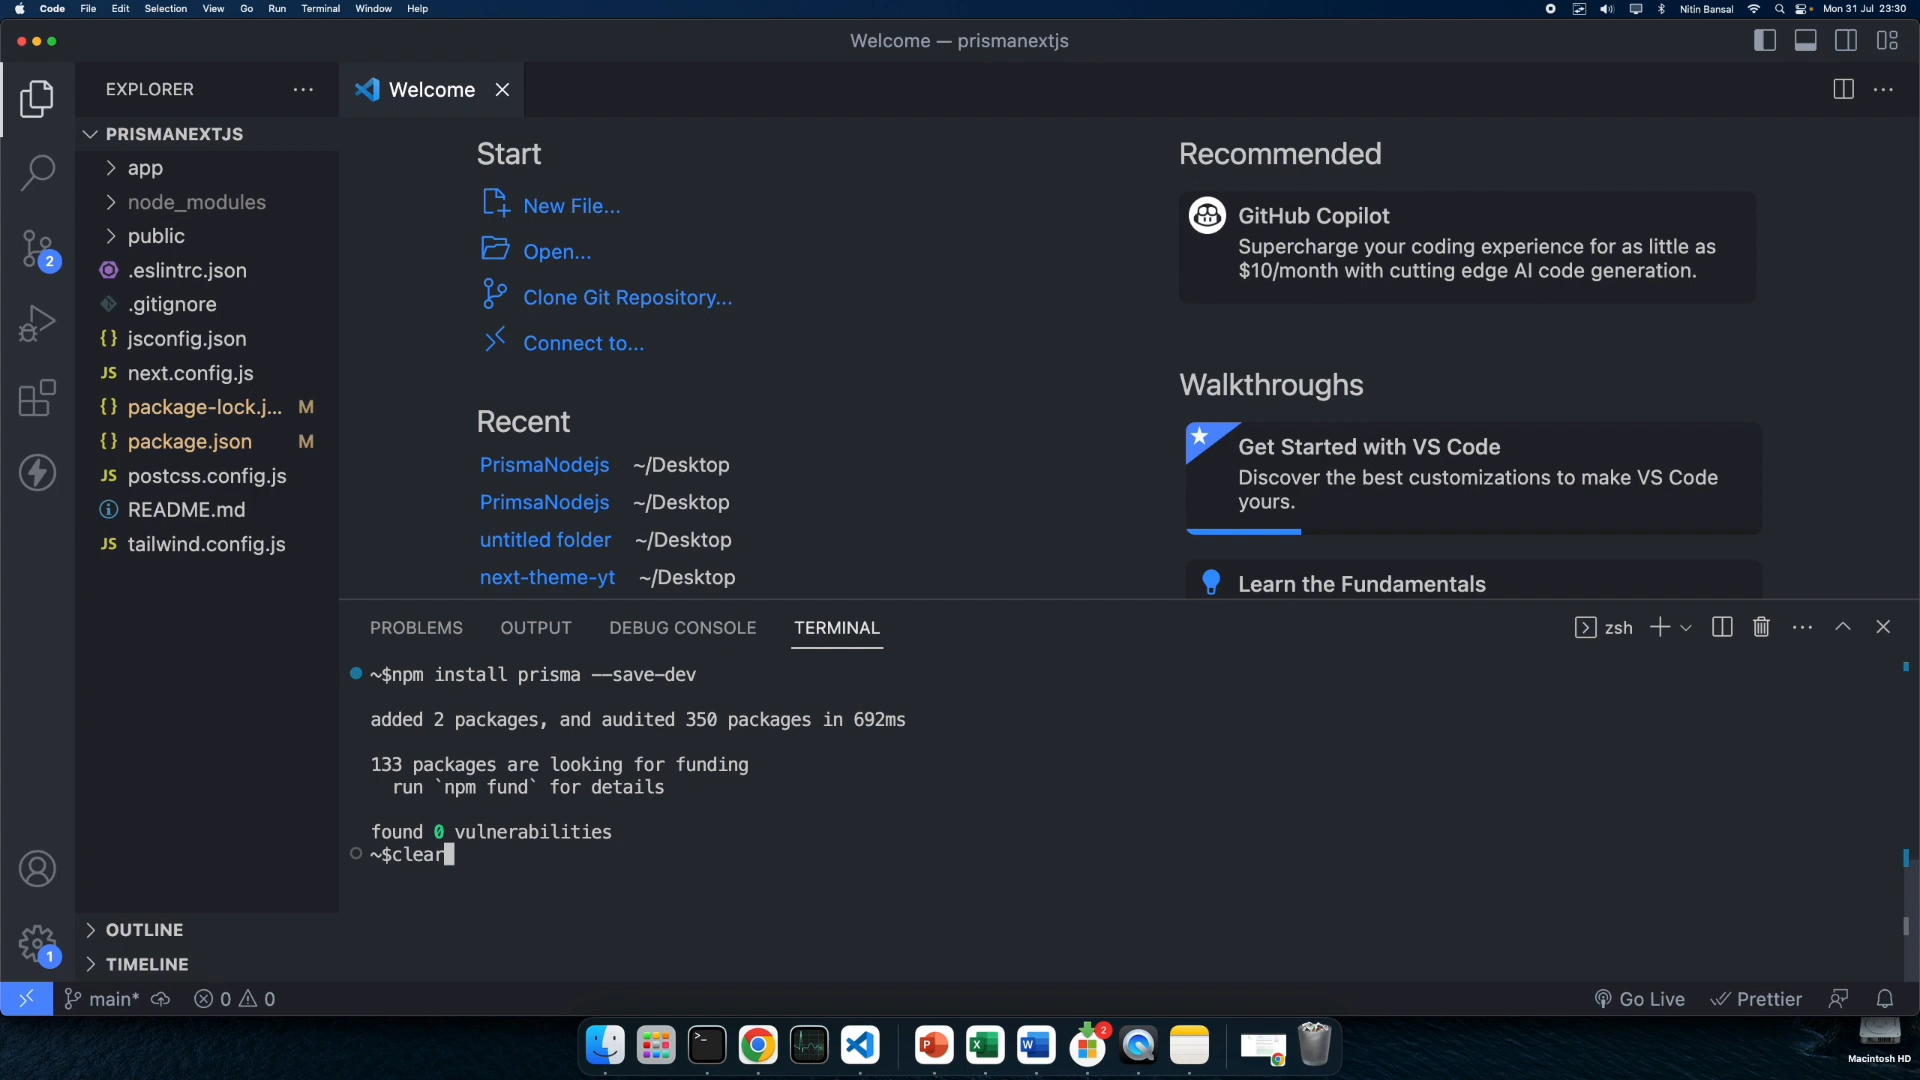 Code File Edit Selection View Go Run Terminal Window Help Nitin Bansal Mon 31 Jul 23:30
Welcome — prismanextjs
EXPLORER
Welcome
PRISMANEXTJS
app
node_modules
public
.eslintrc.json
.gitignore
{} jsconfig.json
JS next.config.js
{} package-lock.j... M
{} package.json M
JS postcss.config.js
README.md
JS tailwind.config.js
OUTLINE
TIMELINE
2
1
Start
New File...
Open...
Clone Git Repository...
Connect to...
Recent
PrismaNodejs ~/Desktop
PrimsaNodejs ~/Desktop
untitled folder ~/Desktop
next-theme-yt ~/Desktop
Recommended
GitHub Copilot
Supercharge your coding experience for as little as
$10/month with cutting edge AI code generation.
Walkthroughs
Get Started with VS Code
Discover the best customizations to make VS Code
yours.
Learn the Fundamentals
PROBLEMS OUTPUT DEBUG CONSOLE TERMINAL zsh
~$npm install prisma --save-dev
added 2 packages, and audited 350 packages in 692ms
133 packages are looking for funding
run `npm fund` for details
found 0 vulnerabilities
~$clear
main* 0 0 Go Live Prettier
P X W 2
Macintosh HD